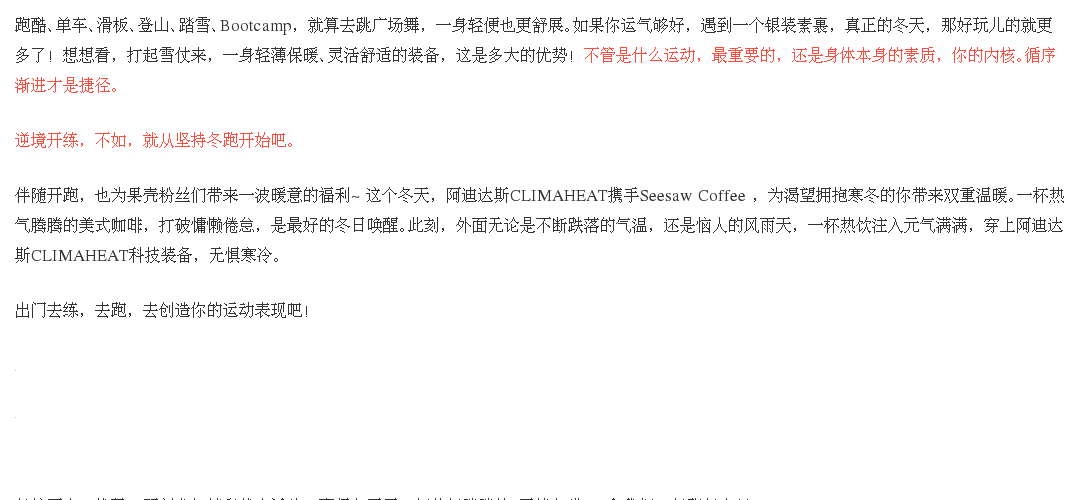 跑酷、单车、滑板、登山、踏雪、Bootcamp，就算去跳广场舞，一身轻便也更舒展。如果你运气够好，遇到一个银装素裹，真正的冬天，那好玩儿的就更
多了！想想看，打起雪仗来，一身轻薄保暖、灵活舒适的装备，这是多大的优势！不管是什么运动，最重要的，还是身体本身的素质，你的内核。循序
渐进才是捷径。
逆境开练，不如，就从坚持冬跑开始吧。
伴随开跑，也为果壳粉丝们带来一波暖意的福利~ 这个冬天，阿迪达斯CLIMAHEAT携手Seesaw Coffee ，为渴望拥抱寒冬的你带来双重温暖。一杯热
气腾腾的美式咖啡，打破慵懒倦怠，是最好的冬日唤醒。此刻，外面无论是不断跌落的气温，还是恼人的风雨天，一杯热饮注入元气满满，穿上阿迪达
斯CLIMAHEAT科技装备，无惧寒冷。
出门去练，去跑，去创造你的运动表现吧！